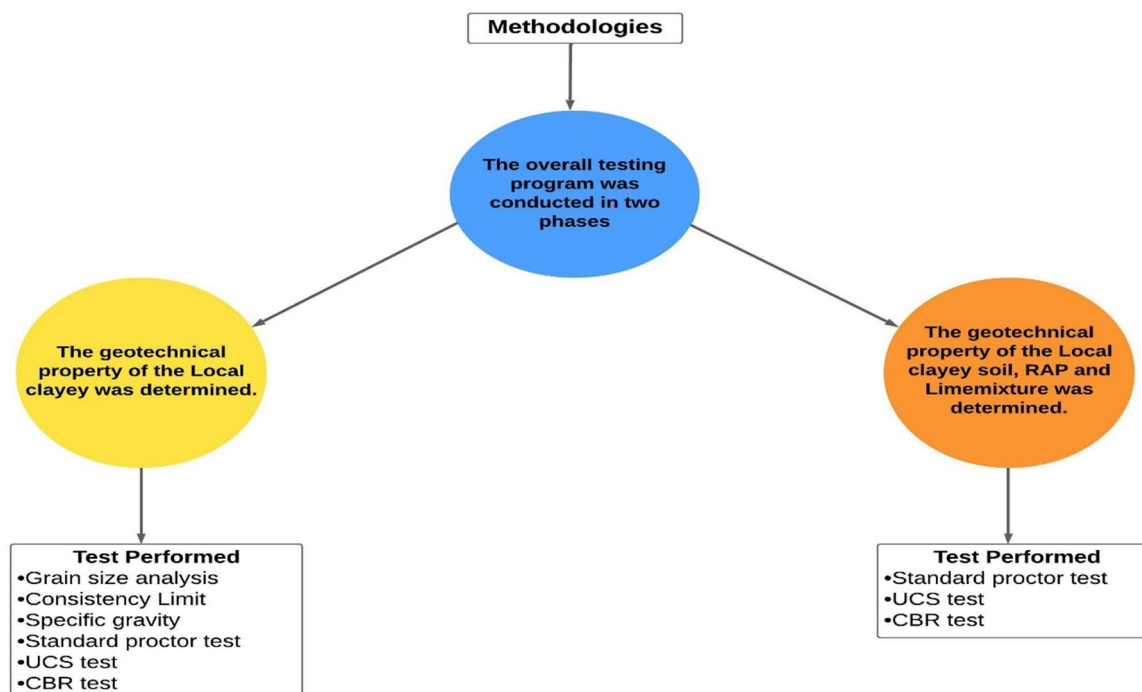 Methodologies
The overall testing
program was
conducted in two
phases
The geotechnical
property of the Local
clayey was determined.
The geotechnical
property of the Local
clayey soil, RAP and
Limemixture was
determined.
Test Performed
•Grain size analysis
•Consistency Limit
•Specific gravity
•Standard proctor test
•UCS test
•CBR test
Test Performed
•Standard proctor test
•UCS test
•CBR test